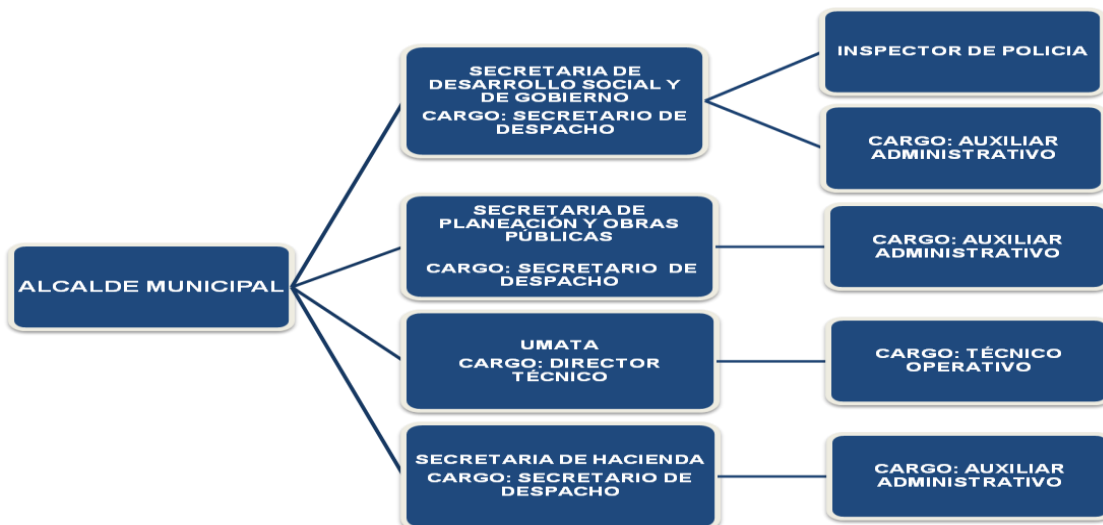 ALCALDE MUNICIPAL
SECRETARIA DE
DESARROLLO SOCIAL Y
DE GOBIERNO
CARGO: SECRETARIO DE
DESPACHO
INSPECTOR DE POLICIA
CARGO: AUXILIAR
ADMINISTRATIVO
SECRETARIA DE
PLANEACIÓN Y OBRAS
PÚBLICAS
CARGO: SECRETARIO DE
DESPACHO
CARGO: AUXILIAR
ADMINISTRATIVO
UMATA
CARGO: DIRECTOR
TÉCNICO
CARGO: TÉCNICO
OPERATIVO
SECRETARIA DE HACIENDA
CARGO: SECRETARIO DE
DESPACHO
CARGO: AUXILIAR
ADMINISTRATIVO